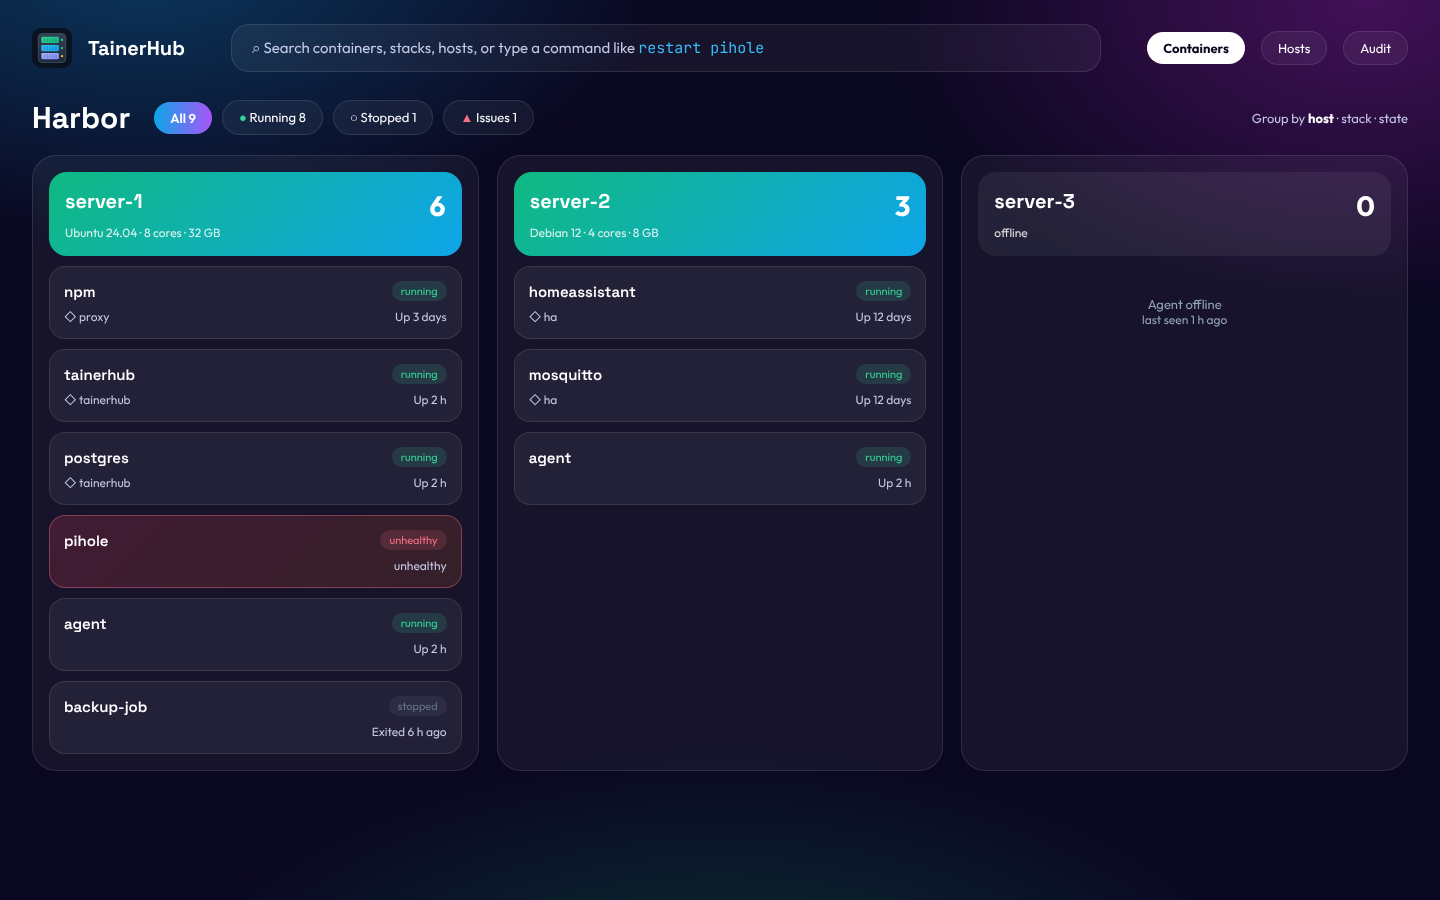 TainerHub
⌕ Search containers, stacks, hosts, or type a command like restart pihole
Containers
Hosts
Audit
Harbor
All 9
● Running 8
○ Stopped 1
▲ Issues 1
Group by host · stack · state
server-1
6
Ubuntu 24.04 · 8 cores · 32 GB
npm
running
◇ proxy
Up 3 days
tainerhub
running
◇ tainerhub
Up 2 h
postgres
running
◇ tainerhub
Up 2 h
pihole
unhealthy
unhealthy
agent
running
Up 2 h
backup-job
stopped
Exited 6 h ago
server-2
3
Debian 12 · 4 cores · 8 GB
homeassistant
running
◇ ha
Up 12 days
mosquitto
running
◇ ha
Up 12 days
agent
running
Up 2 h
server-3
0
offline
Agent offline
last seen 1 h ago